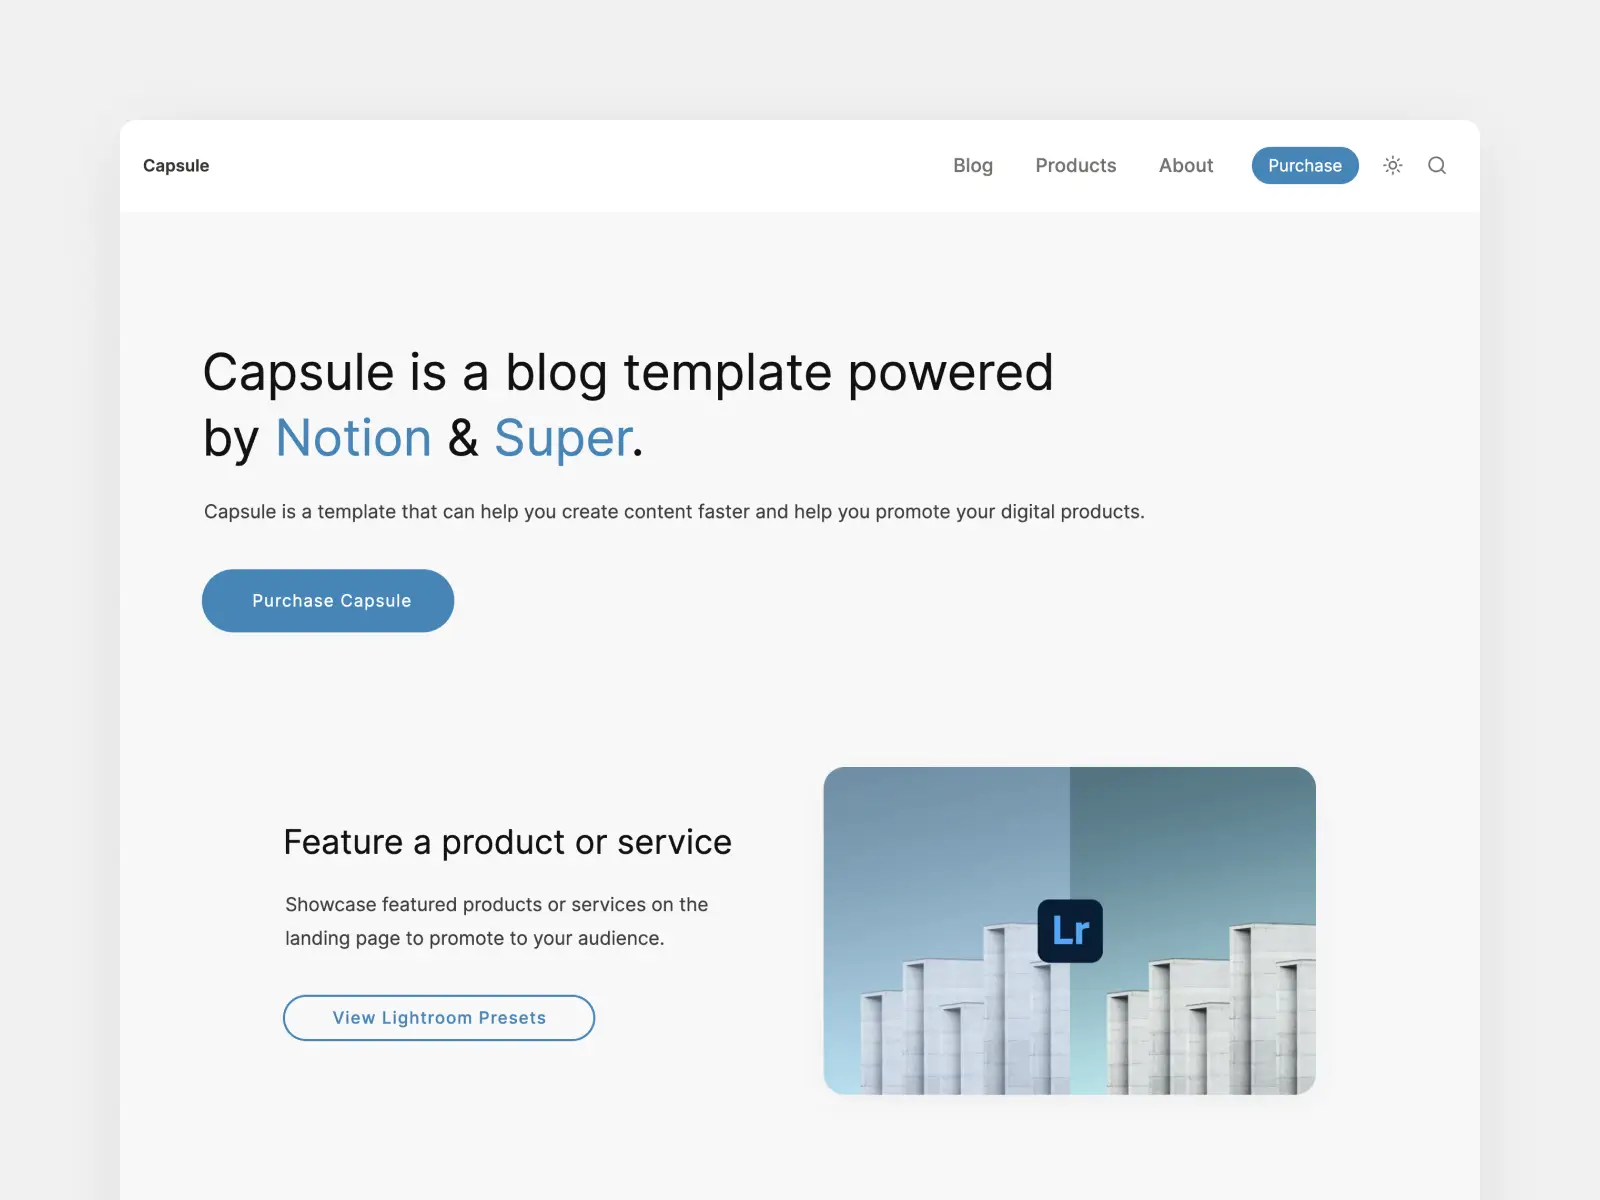 Capsule
Blog
Products
About
Purchase
Capsule is a blog template powered
by Notion & Super.
Capsule is a template that can help you create content faster and help you promote your digital products.
Purchase Capsule
Feature a product or service
Showcase featured products or services on the
landing page to promote to your audience.
View Lightroom Presets
Lr